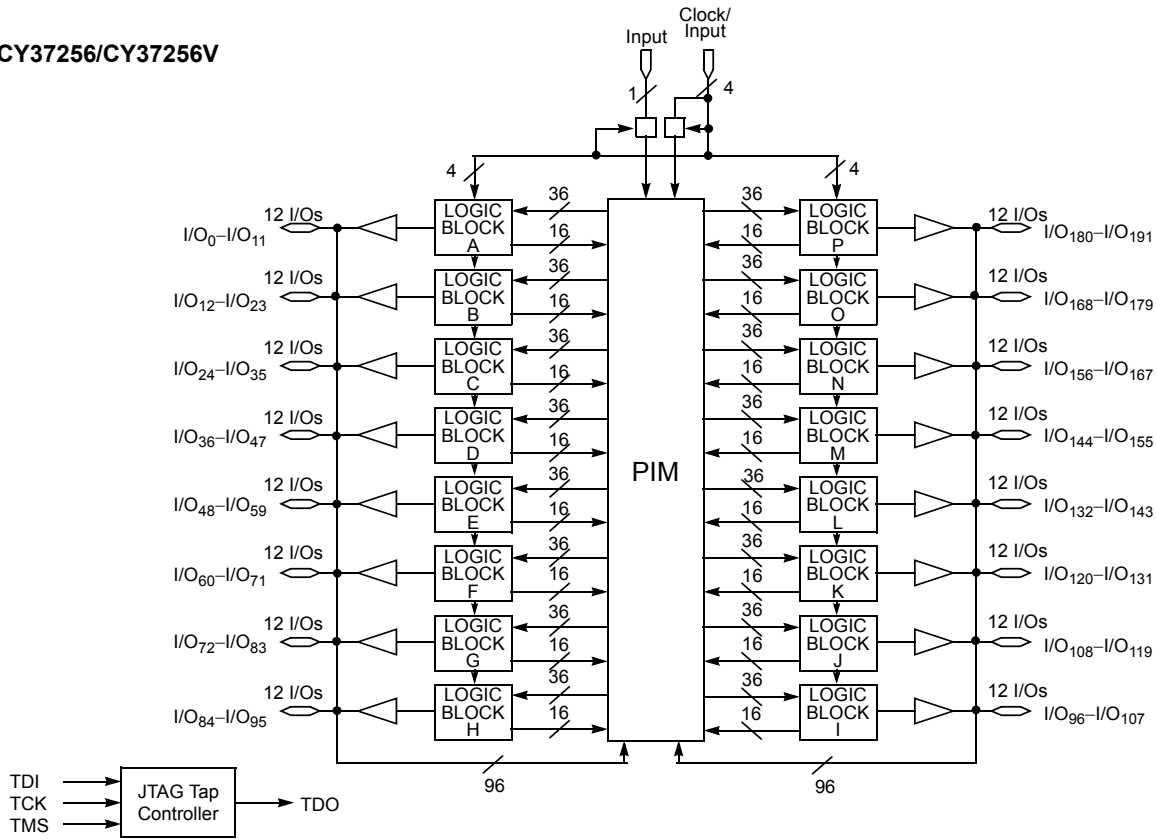 CY37256/CY37256V
Clock/
Input
Input
1
4
4
4
12 I/Os
I/O0–I/O11
LOGIC
BLOCK
A
36
16
36
16
LOGIC
BLOCK
P
12 I/Os
I/O180–I/O191
12 I/Os
I/O12–I/O23
LOGIC
BLOCK
B
36
16
36
16
LOGIC
BLOCK
O
12 I/Os
I/O168–I/O179
12 I/Os
I/O24–I/O35
LOGIC
BLOCK
C
36
16
36
16
LOGIC
BLOCK
N
12 I/Os
I/O156–I/O167
12 I/Os
I/O36–I/O47
LOGIC
BLOCK
D
36
16
PIM
36
16
LOGIC
BLOCK
M
12 I/Os
I/O144–I/O155
12 I/Os
I/O48–I/O59
LOGIC
BLOCK
E
36
16
36
16
LOGIC
BLOCK
L
12 I/Os
I/O132–I/O143
12 I/Os
I/O60–I/O71
LOGIC
BLOCK
F
36
16
36
16
LOGIC
BLOCK
K
12 I/Os
I/O120–I/O131
12 I/Os
I/O72–I/O83
LOGIC
BLOCK
G
36
16
36
16
LOGIC
BLOCK
J
12 I/Os
I/O108–I/O119
12 I/Os
I/O84–I/O95
LOGIC
BLOCK
H
36
16
36
16
LOGIC
BLOCK
I
12 I/Os
I/O96–I/O107
96
96
TDI
TCK
TMS
JTAG Tap
Controller
TDO